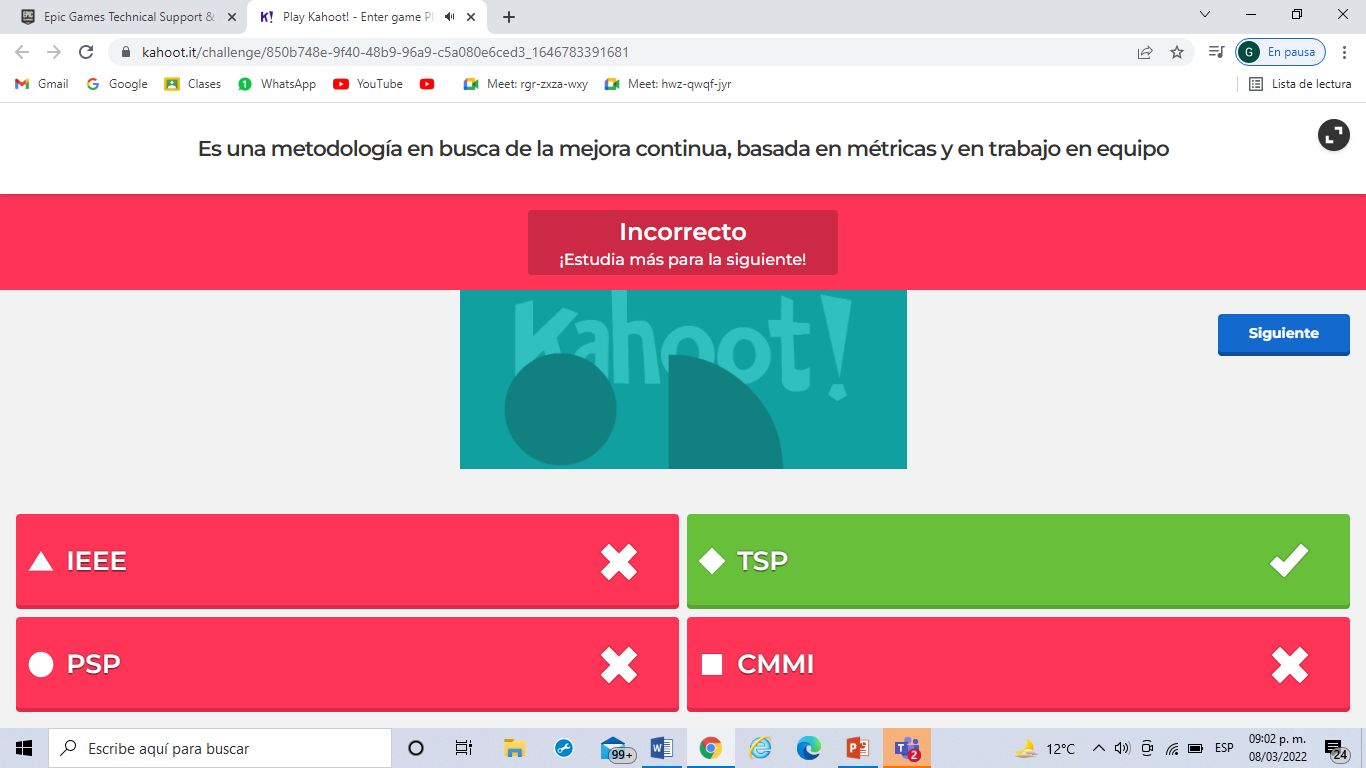 Epic Games Technical Support &
Play Kahoot! - Enter game P
kahoot.it/challenge/850b748e-9f40-48b9-96a9-c5a080e6ced3_1646783391681
G En pausa
Gmail Google Clases 1 WhatsApp YouTube Meet: rgr-zxza-wxy Meet: hwz-qwqf-jyr Lista de lectura
Es una metodología en busca de la mejora continua, basada en métricas y en trabajo en equipo
Incorrecto
¡Estudia más para la siguiente!
Kahoot!
Siguiente
IEEE
TSP
PSP
CMMI
Escribe aquí para buscar
99+
2
12°C
ESP
09:02 p. m.
08/03/2022
24